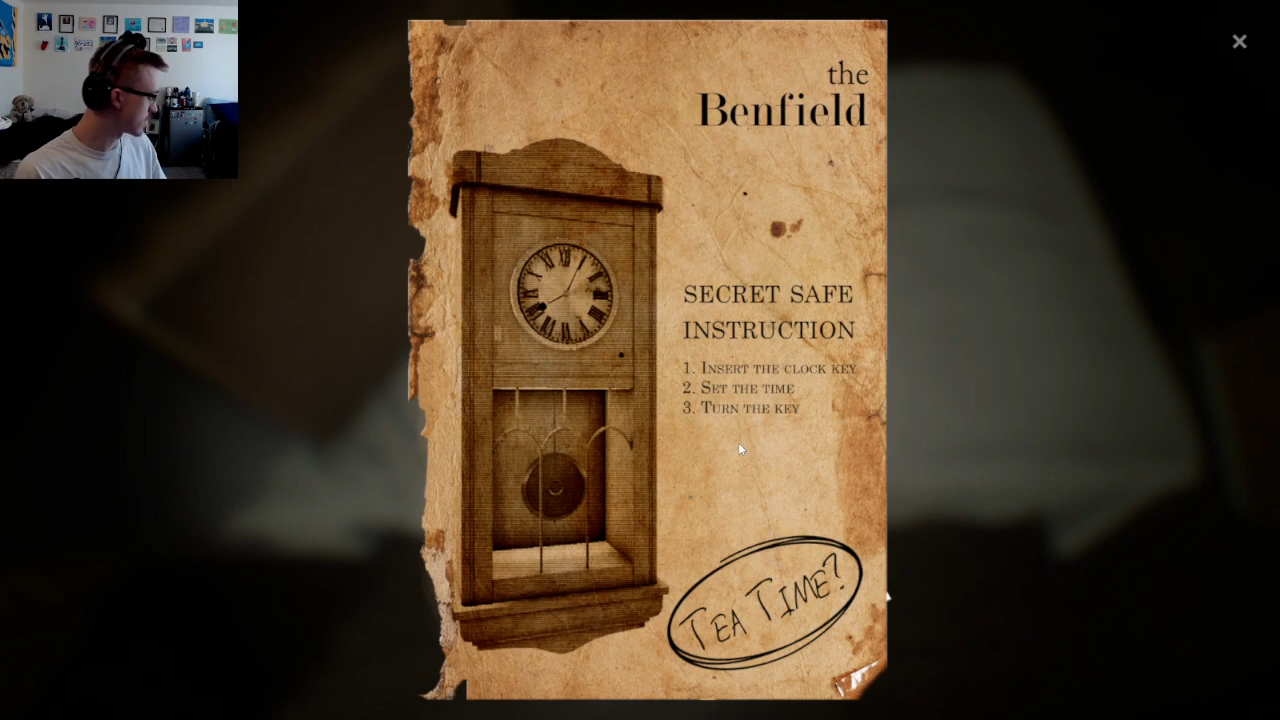 the
Benfield
SECRET SAFE
INSTRUCTION
1. INSERT THE CLOCK KEY
2. SET THE TIME
3. TURN THE KEY
TEA TIME?